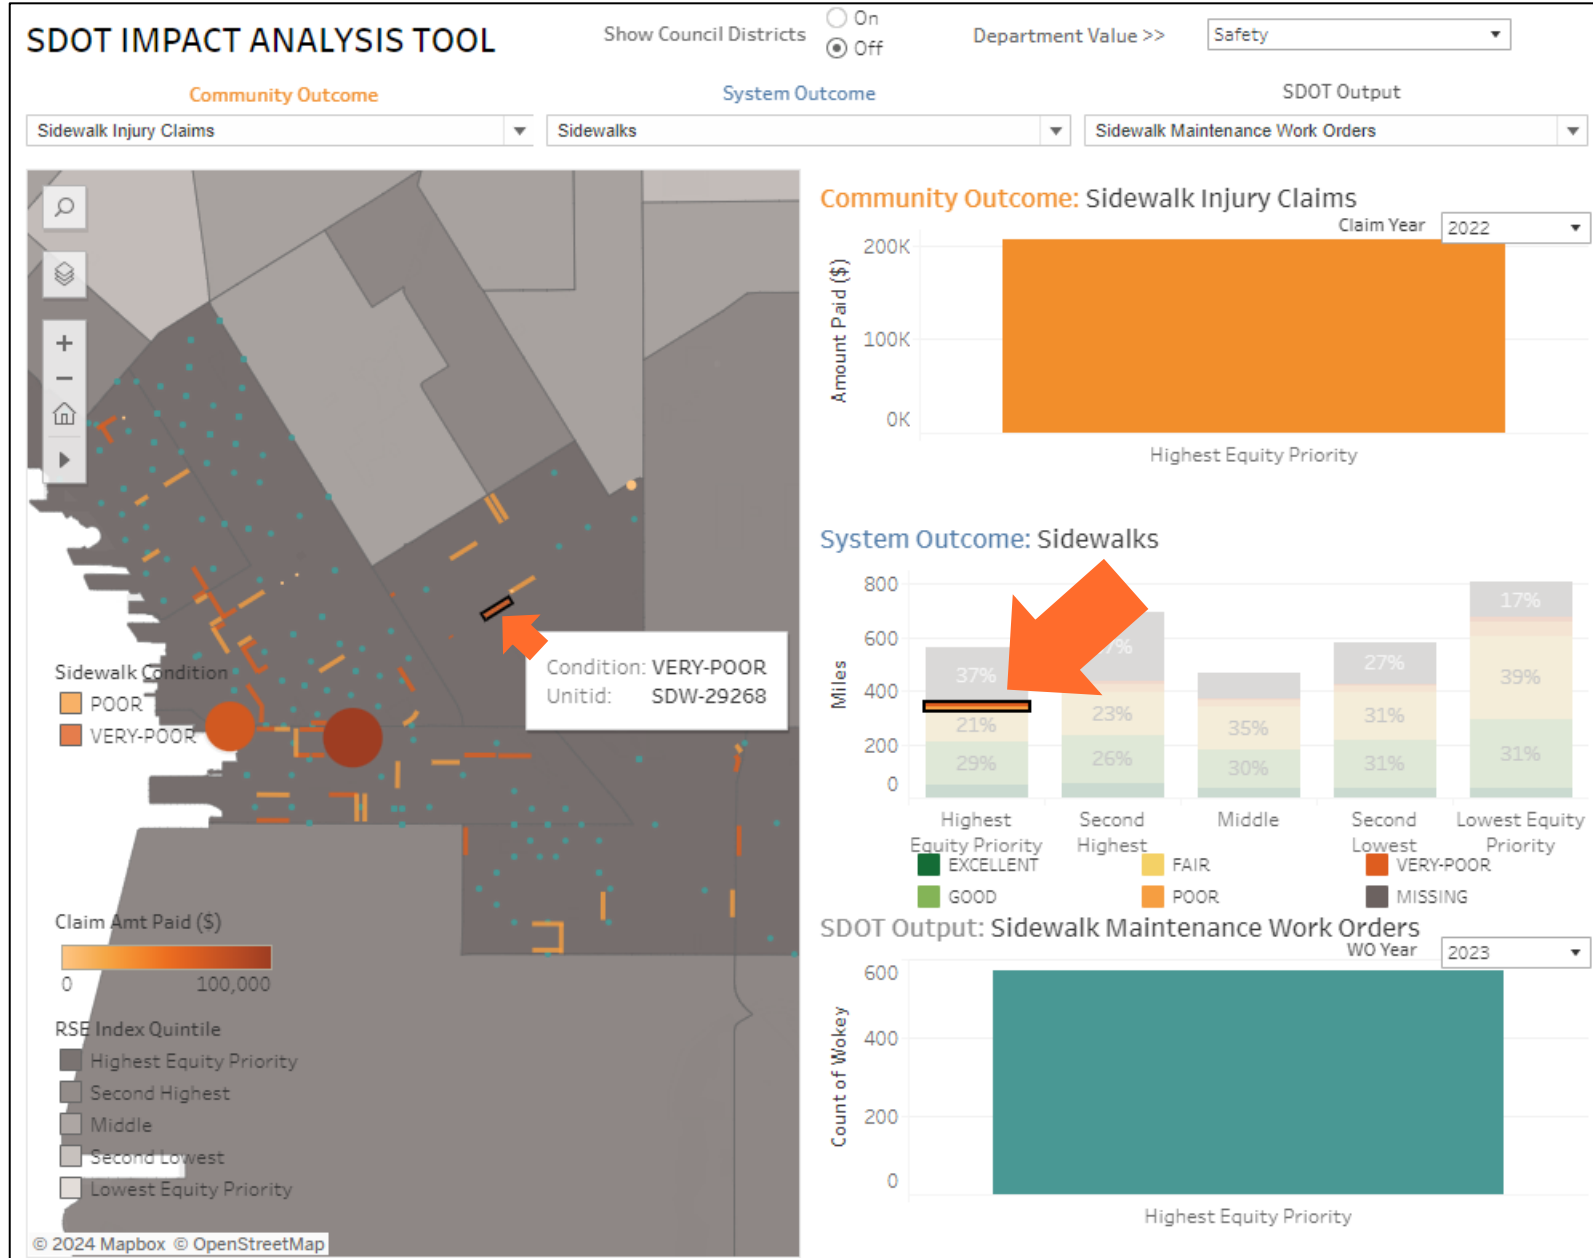 SDOT IMPACT ANALYSIS TOOL
Show Council Districts
On
Off
Department Value >>
Safety
Community Outcome
System Outcome
SDOT Output
Sidewalk Injury Claims
Sidewalks
Sidewalk Maintenance Work Orders
Condition: VERY-POOR
Unitid: SDW-29268
Sidewalk Condition
POOR
VERY-POOR
Claim Amt Paid ($)
0 100,000
RSE Index Quintile
Highest Equity Priority
Second Highest
Middle
Second Lowest
Lowest Equity Priority
© 2024 Mapbox © OpenStreetMap
Community Outcome: Sidewalk Injury Claims
Claim Year
2022
Amount Paid ($)
200K
100K
0K
Highest Equity Priority
System Outcome: Sidewalks
Miles
800
600
400
200
0
37%
21%
29%
23%
26%
35%
30%
27%
31%
31%
17%
39%
31%
Highest Equity Priority
Second Highest
Middle
Second Lowest
Lowest Equity Priority
EXCELLENT
FAIR
VERY-POOR
GOOD
POOR
MISSING
SDOT Output: Sidewalk Maintenance Work Orders
WO Year
2023
Count of Wokey
600
400
200
0
Highest Equity Priority